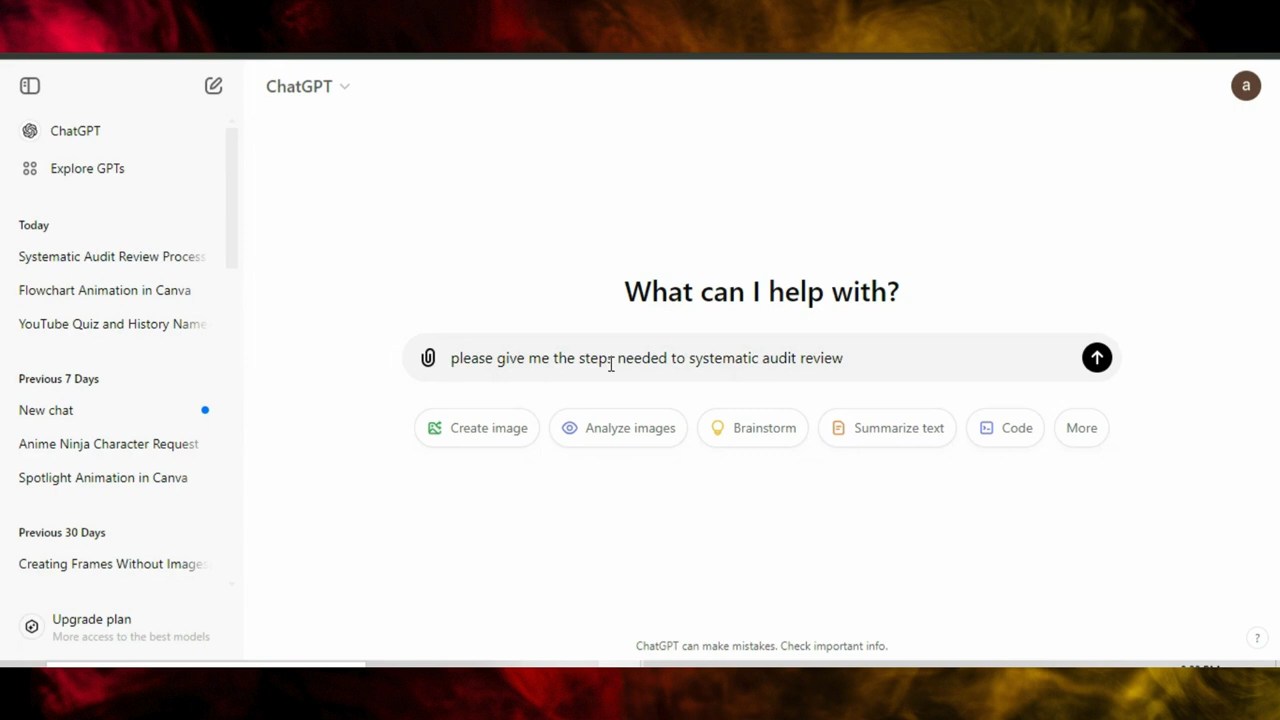 ChatGPT
a
ChatGPT
Explore GPTs
Today
Systematic Audit Review Process
Flowchart Animation in Canva
YouTube Quiz and History Name
Previous 7 Days
New chat
Anime Ninja Character Request
Spotlight Animation in Canva
Previous 30 Days
Creating Frames Without Images
Upgrade plan
More access to the best models
What can I help with?
please give me the steps needed to systematic audit review
Create image
Analyze images
Brainstorm
Summarize text
Code
More
ChatGPT can make mistakes. Check important info.
?